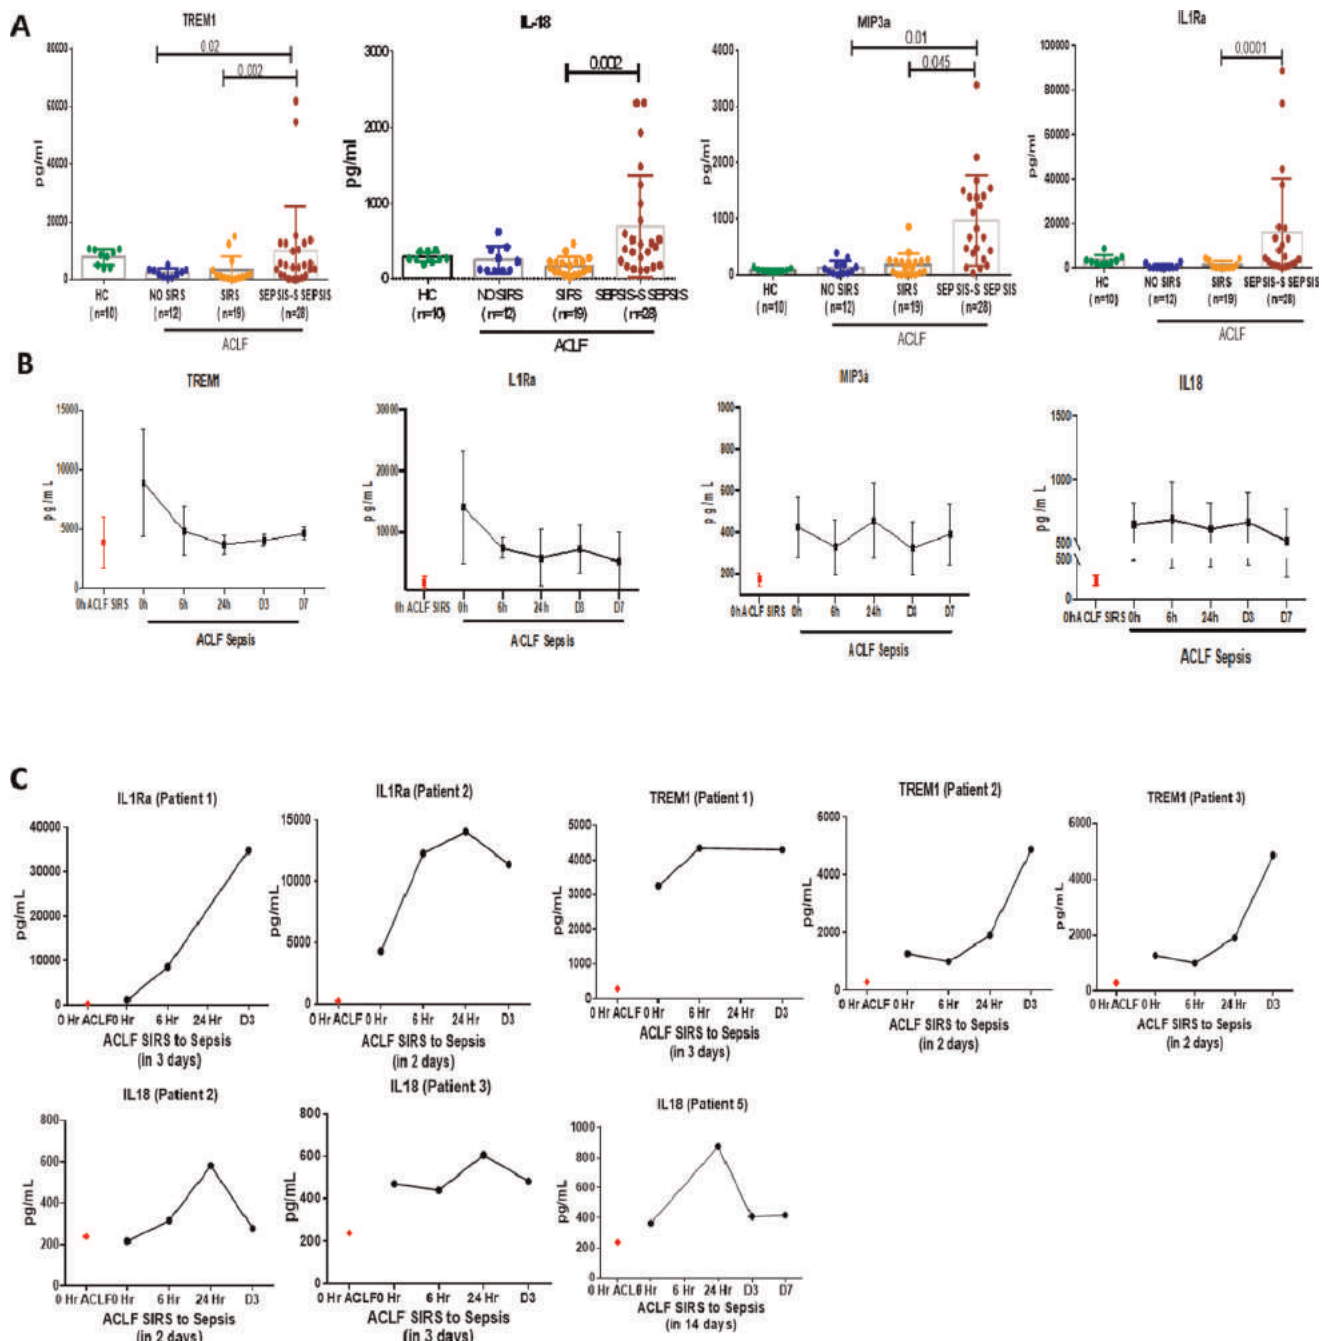 A
TREM1
pg/ml
80000
60000
40000
20000
0
0.02
0.002
HC NO SIRS SIRS SEPSIS-S SEPSIS
(n=10) (n=12) (n=19) (n=28)
ACLF
IL-18
pg/ml
3000
2000
1000
0
0.002
HC NO SIRS SIRS SEPSIS-S SEPSIS
(n=10) (n=12) (n=19) (n=28)
ACLF
MIP3a
pg/ml
4000
3000
2000
1000
0
0.01
0.045
HC NO SIRS SIRS SEPSIS-S SEPSIS
(n=10) (n=12) (n=19) (n=28)
ACLF
IL1Ra
pg/ml
100000
80000
60000
40000
20000
0
0.0001
HC NO SIRS SIRS SEPSIS-S SEPSIS
(n=10) (n=12) (n=19) (n=28)
ACLF
B
TREM1
pg/mL
15000
10000
5000
0
0h ACLF SIRS 0h 6h 24h D3 D7
ACLF Sepsis
L1Ra
pg/mL
30000
20000
10000
0h ACLF SIRS 0h 6h 24h D3 D7
ACLF Sepsis
MIP3a
pg/mL
1000
800
600
400
200
0h ACLF SIRS 0h 6h 24h D3 D7
ACLF Sepsis
IL18
pg/mL
1500
1000
500
500
0
0hACLF SIRS 0h 6h 24h D3 D7
ACLF Sepsis
C
IL1Ra (Patient 1)
pg/mL
40000
30000
20000
10000
0
0 Hr ACLF 0 Hr 6 Hr 24 Hr D3
ACLF SIRS to Sepsis
(in 3 days)
IL1Ra (Patient 2)
pg/mL
15000
10000
5000
0
0 Hr ACLF 0 Hr 6 Hr 24 Hr D3
ACLF SIRS to Sepsis
(in 2 days)
TREM1 (Patient 1)
pg/mL
5000
4000
3000
2000
1000
0
0 Hr ACLF 0 Hr 6 Hr 24 Hr D3
ACLF SIRS to Sepsis
(in 3 days)
TREM1 (Patient 2)
pg/mL
6000
4000
2000
0
0 Hr ACLF 0 Hr 6 Hr 24 Hr D3
ACLF SIRS to Sepsis
(in 2 days)
TREM1 (Patient 3)
pg/mL
6000
4000
2000
0
0 Hr ACLF 0 Hr 6 Hr 24 Hr D3
ACLF SIRS to Sepsis
(in 2 days)
IL18 (Patient 2)
pg/mL
800
600
400
200
0
0 Hr ACLF 0 Hr 6 Hr 24 Hr D3
ACLF SIRS to Sepsis
(in 2 days)
IL18 (Patient 3)
pg/mL
800
600
400
200
0
0 Hr ACLF 0 Hr 6 Hr 24 Hr D3
ACLF SIRS to Sepsis
(in 3 days)
IL18 (Patient 5)
pg/mL
1000
800
600
400
200
0
0 Hr ACLF 0 Hr 6 Hr 24 Hr D3 D7
ACLF SIRS to Sepsis
(in 14 days)